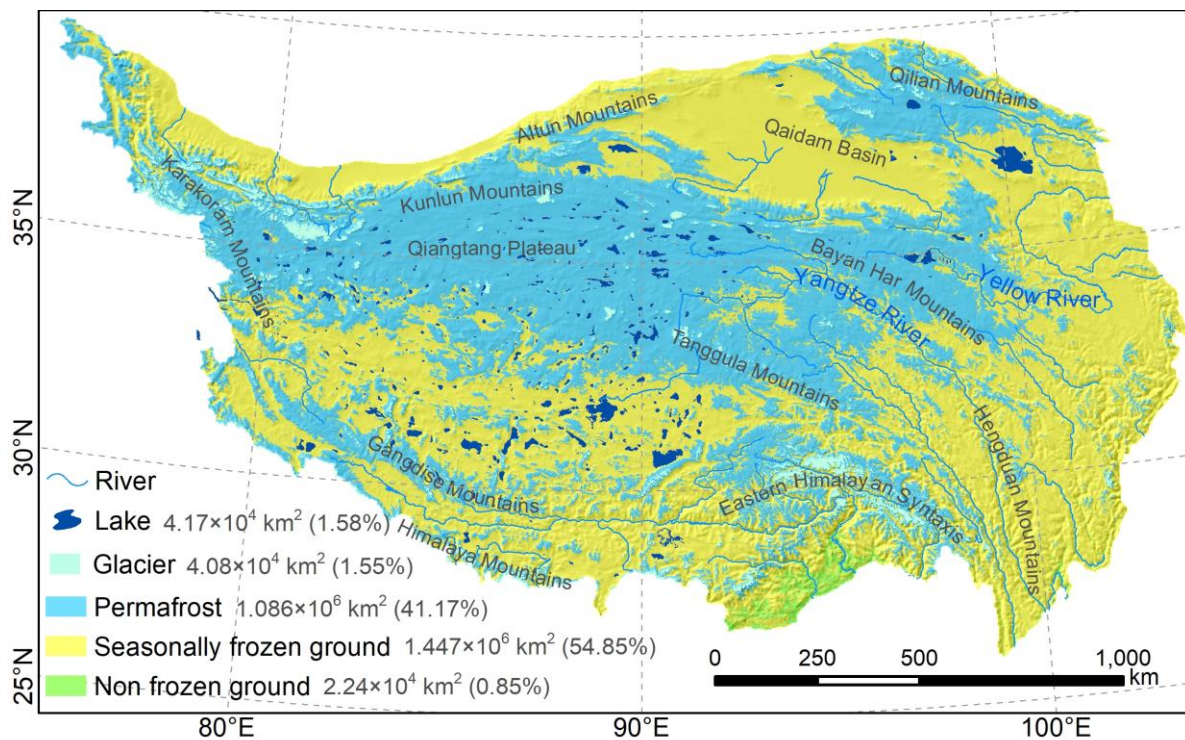 Qilian Mountains
Altun Mountains
Qaidam Basin
Karakoram Mountains
Kunlun Mountains
Qiangtang Plateau
Bayan Har Mountains
Yellow River
Yangtze River
Tanggula Mountains
Hengduan Mountains
Gangdise Mountains
Eastern Himalayan Syntaxis
Himalaya Mountains
35°N
30°N
25°N
River
Lake 4.17×10⁴ km² (1.58%)
Glacier 4.08×10⁴ km² (1.55%)
Permafrost 1.086×10⁶ km² (41.17%)
Seasonally frozen ground 1.447×10⁶ km² (54.85%)
Non frozen ground 2.24×10⁴ km² (0.85%)
0 250 500 1,000
km
80°E 90°E 100°E